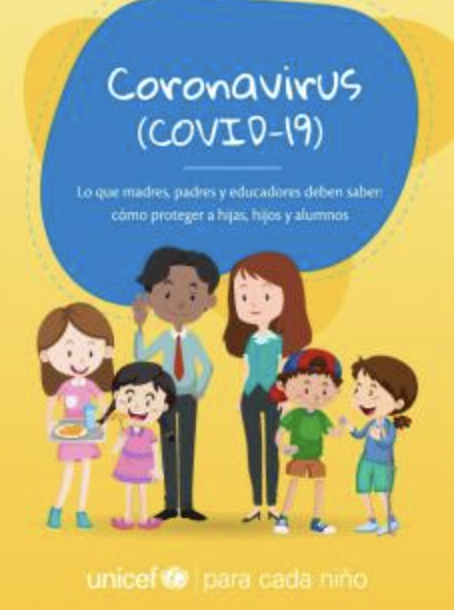 Coronavirus
(COVID-19)
Lo que madres, padres y educadores deben saber:
cómo proteger a hijas, hijos y alumnos
unicef | para cada niño